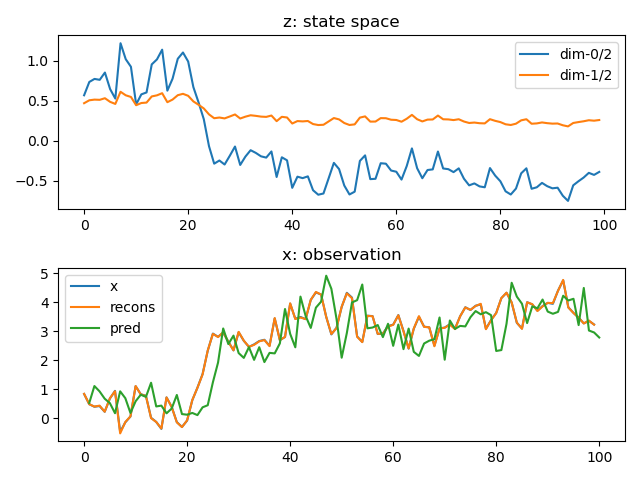 z: state space
1.0
0.5
0.0
−0.5
dim-0/2
dim-1/2
0 20 40 60 80 100
x: observation
5
4
3
2
1
0
x
recons
pred
0 20 40 60 80 100